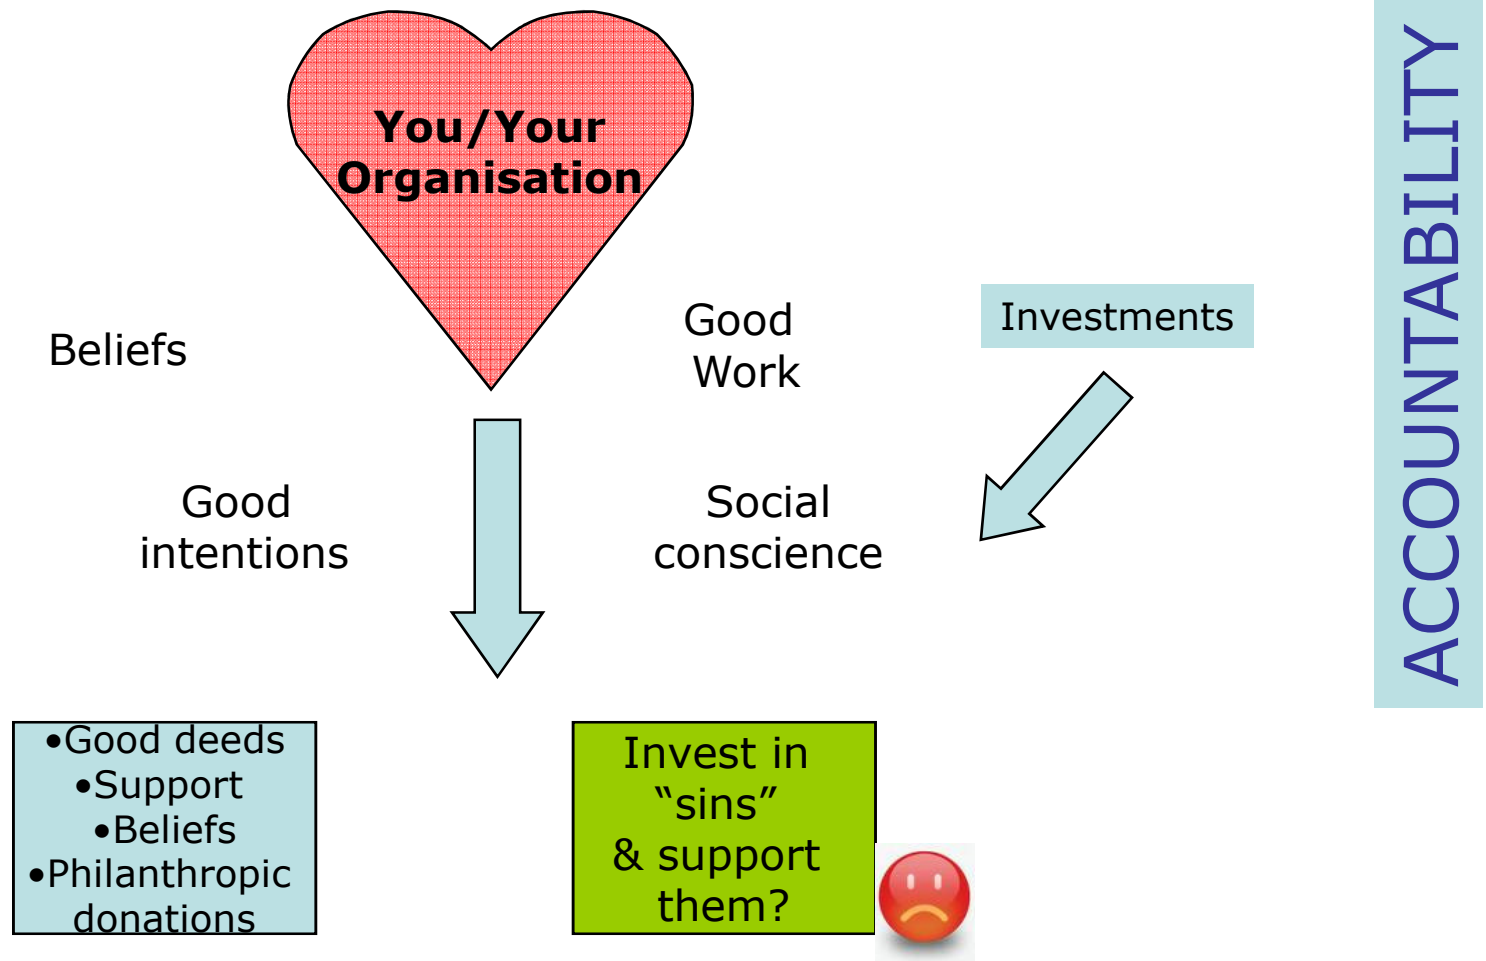 You/Your
Organisation
Beliefs
Good
Work
Investments
Good
intentions
Social
conscience
•Good deeds
•Support
•Beliefs
•Philanthropic
donations
Invest in
“sins”
& support
them?
ACCOUNTABILITY